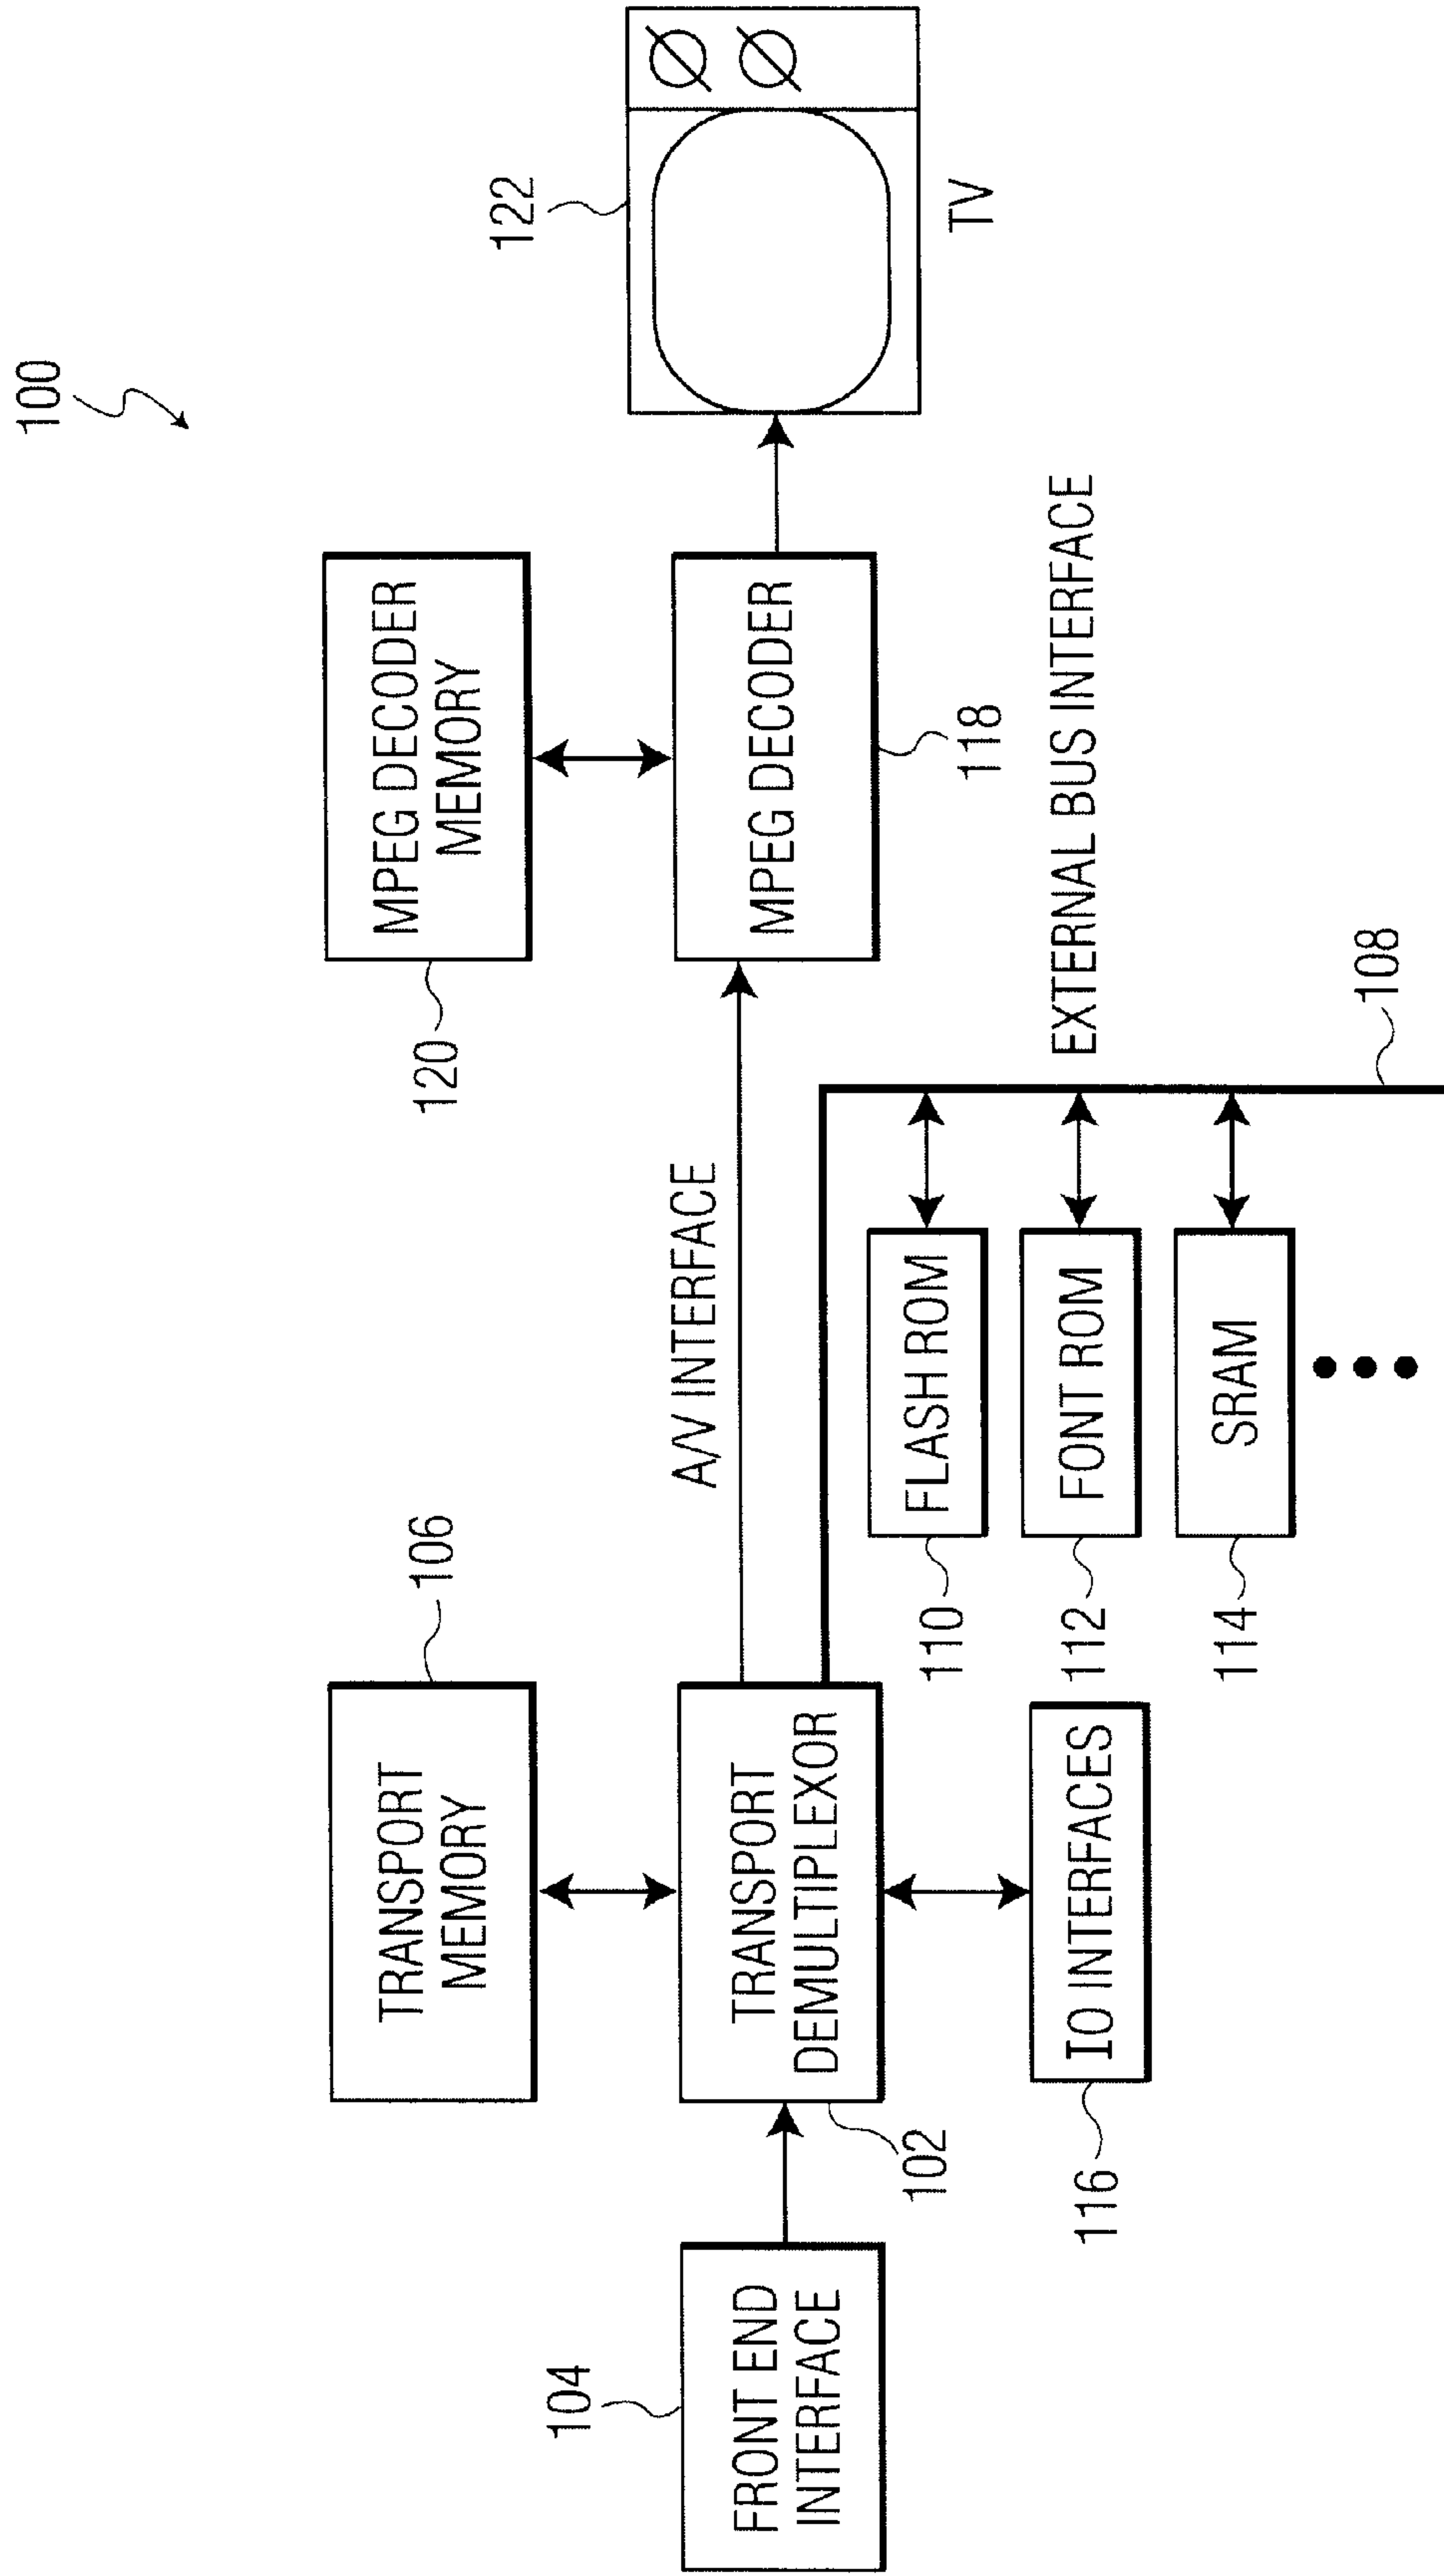 100
MPEG DECODER
MEMORY
120
TRANSPORT
MEMORY
106
122
TV
MPEG DECODER
118
A/V INTERFACE
TRANSPORT
DEMULTIPLEXOR
102
104
FRONT END
INTERFACE
EXTERNAL BUS INTERFACE
108
FLASH ROM
110
FONT ROM
112
SRAM
114
IO INTERFACES
116